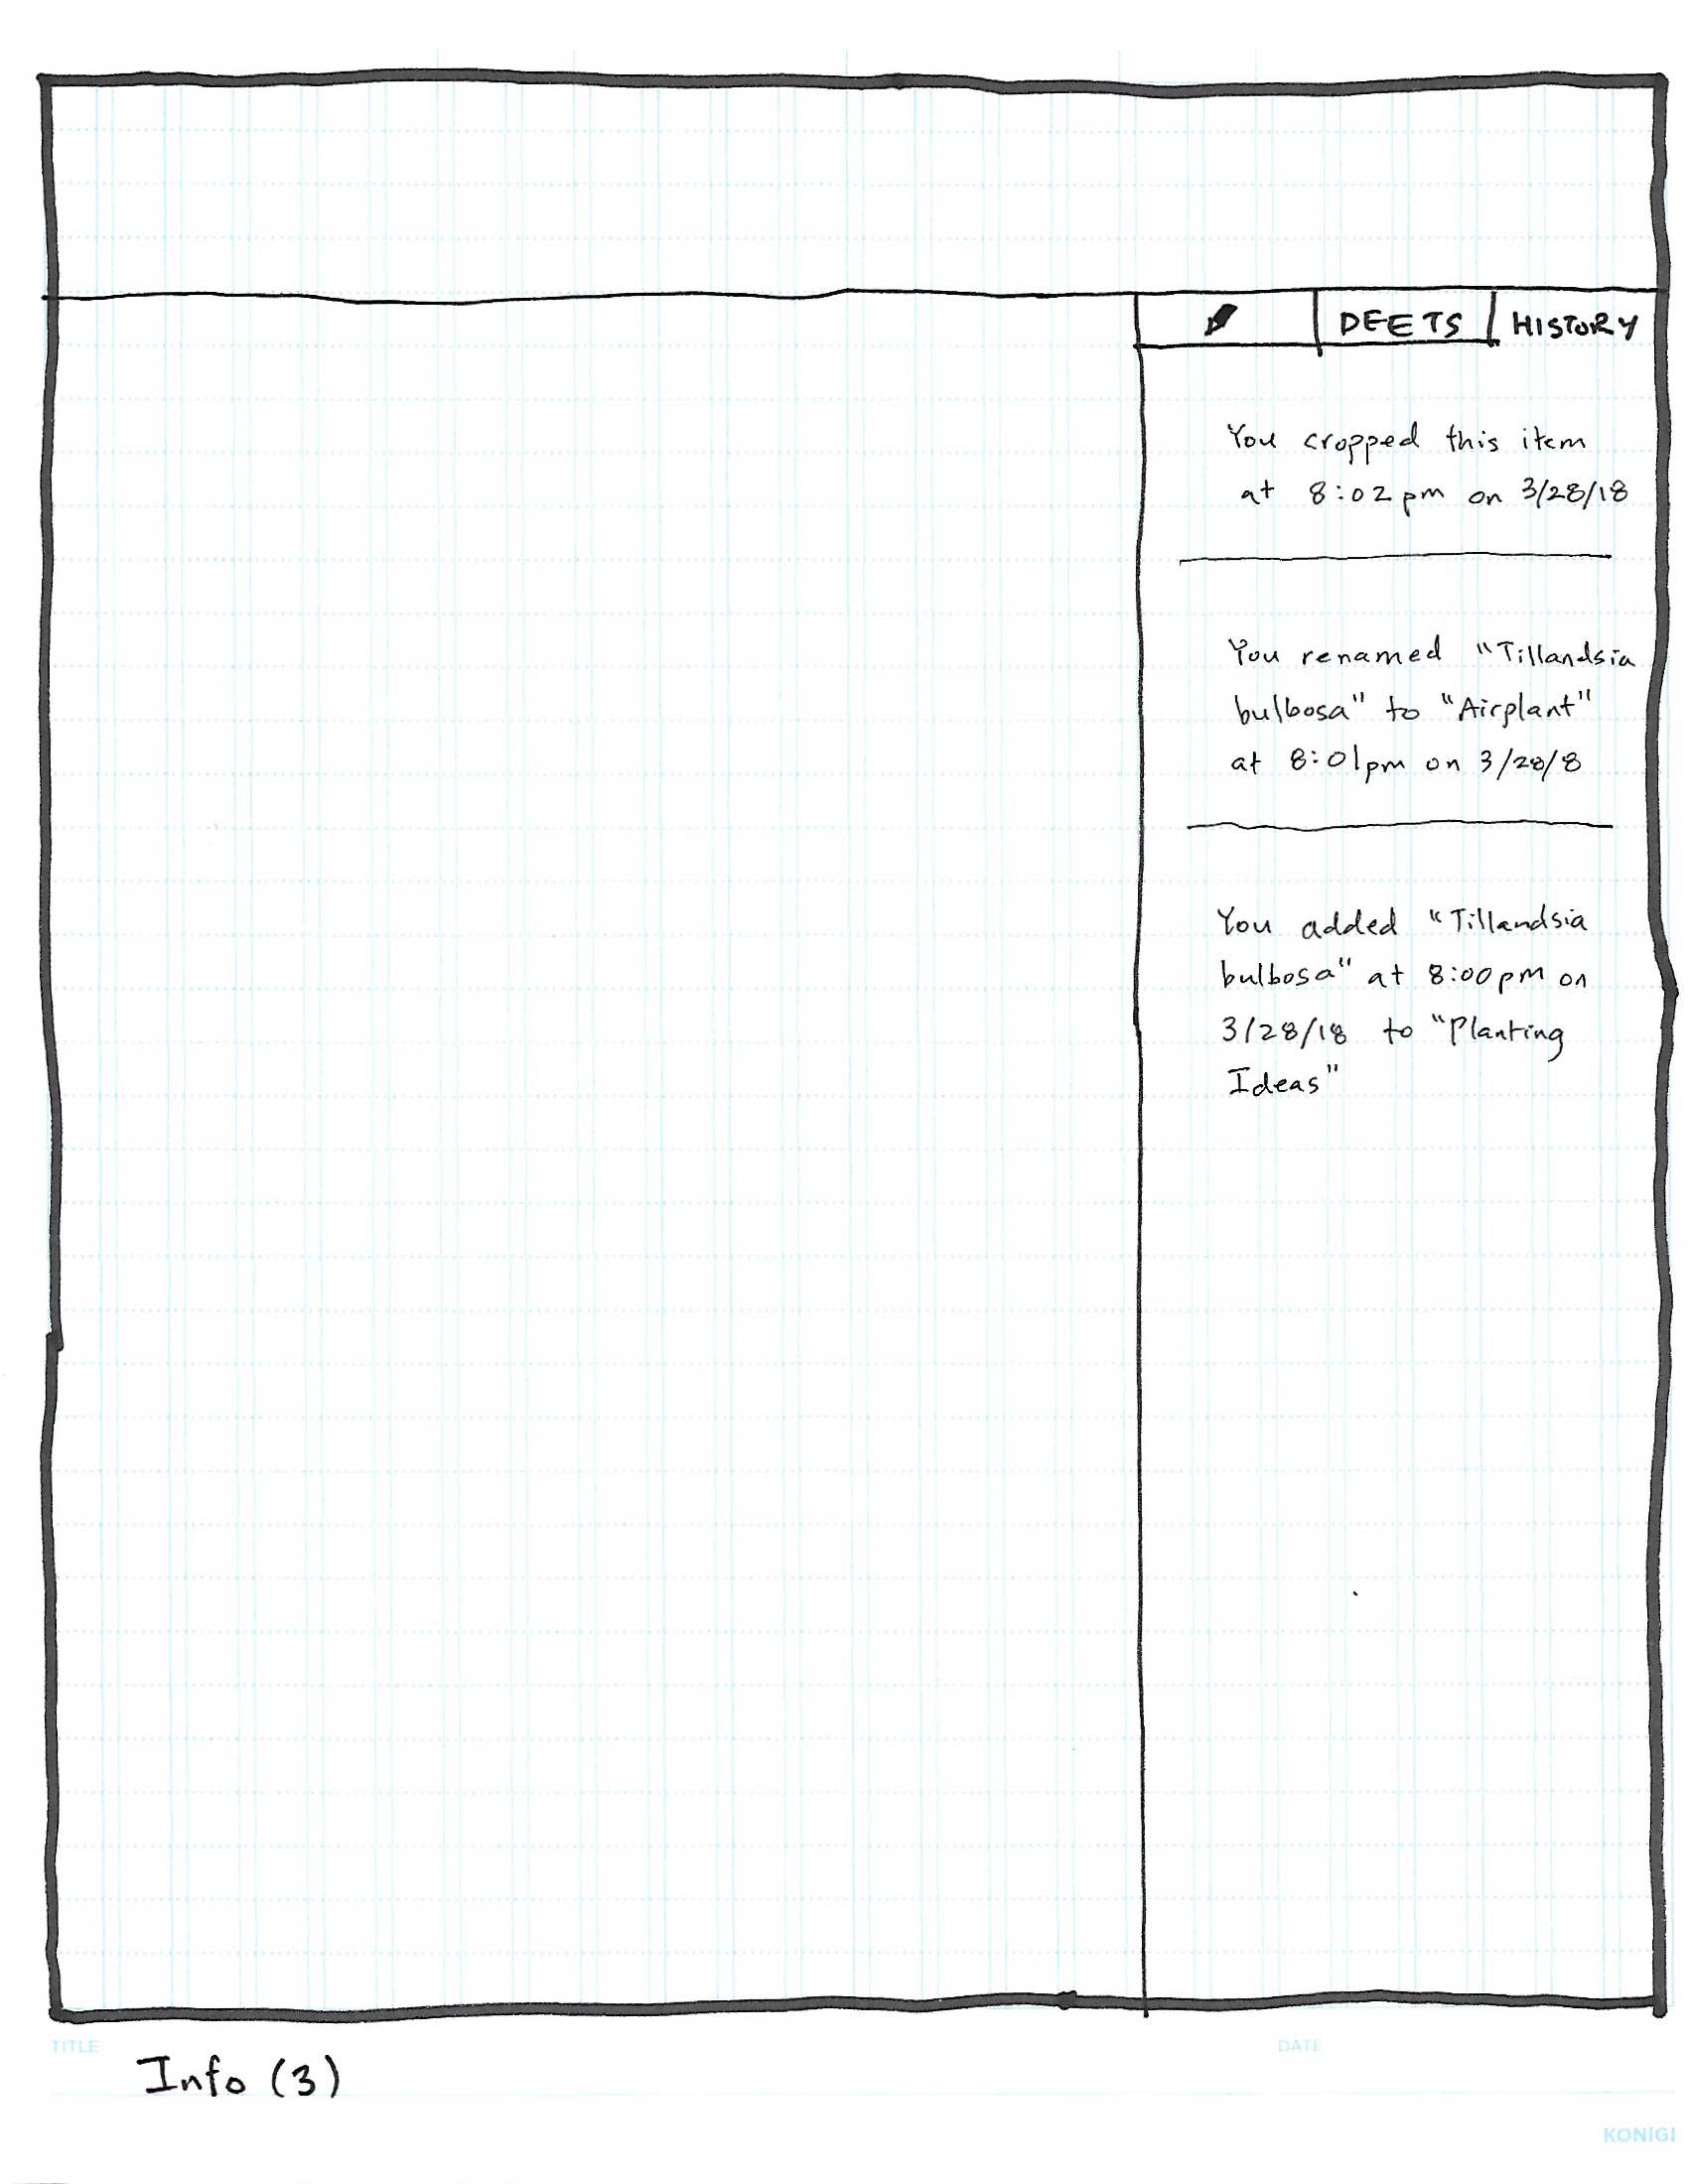 DEETS HISTORY
You cropped this item
at 8:02pm on 3/28/18
You renamed "Tillandsia
bulbosa" to "Airplant"
at 8:01pm on 3/28/8
You added "Tillandsia
bulbosa" at 8:00pm on
3/28/18 to "Planting
Ideas"
TITLE DATE
Info (3)
KONIGI